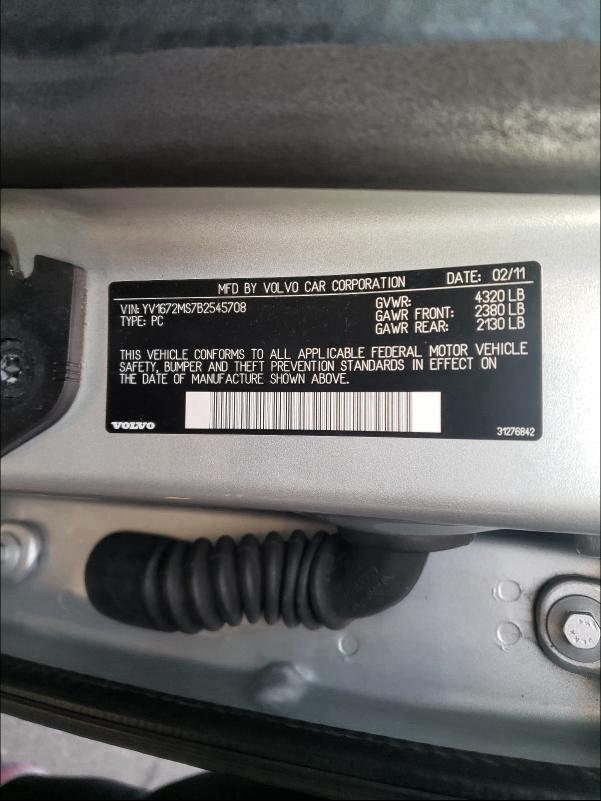 MFD BY VOLVO CAR CORPORATION DATE: 02/11
VIN: YV1672MS7B2545708
TYPE: PC
GVWR: 4320 LB
GAWR FRONT: 2380 LB
GAWR REAR: 2130 LB
THIS VEHICLE CONFORMS TO ALL APPLICABLE FEDERAL MOTOR VEHICLE
SAFETY, BUMPER AND THEFT PREVENTION STANDARDS IN EFFECT ON
THE DATE OF MANUFACTURE SHOWN ABOVE.
VOLVO
31276842